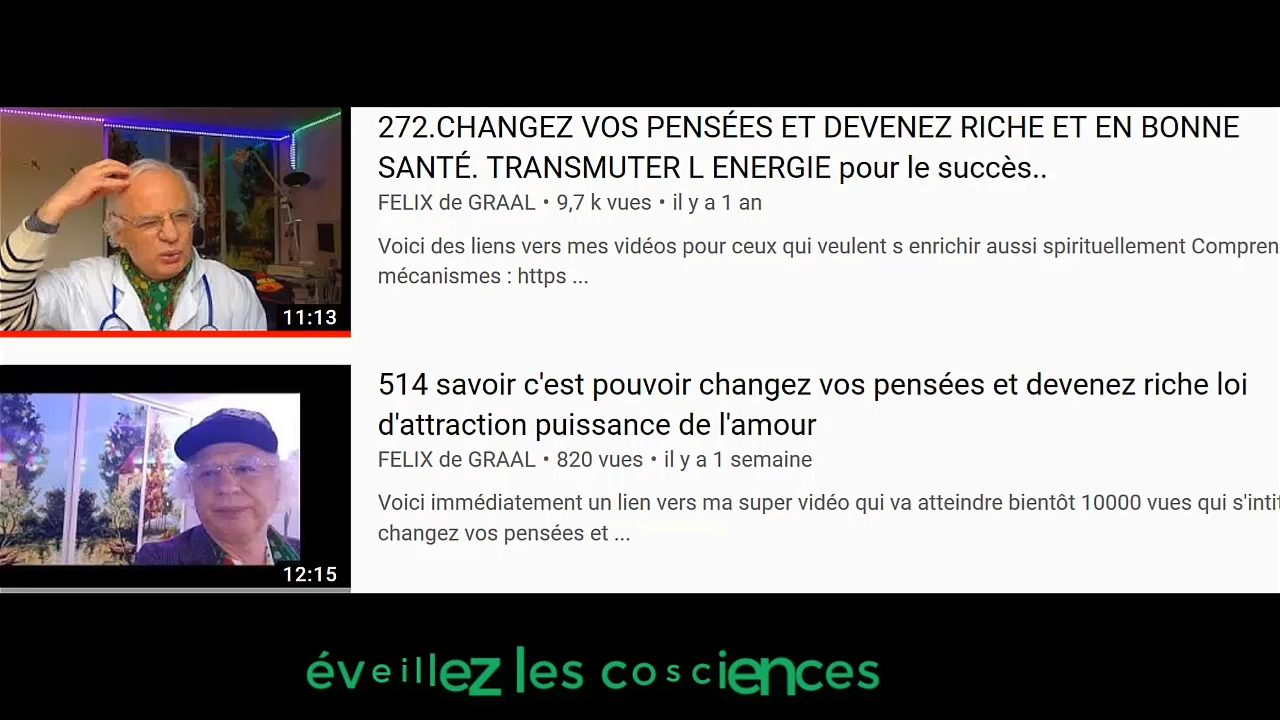 272.CHANGEZ VOS PENSÉES ET DEVENEZ RICHE ET EN BONNE
SANTÉ. TRANSMUTER L ENERGIE pour le succès..
FELIX de GRAAL • 9,7 k vues • il y a 1 an
Voici des liens vers mes vidéos pour ceux qui veulent s enrichir aussi spirituellement Compren
mécanismes : https ...
11:13
514 savoir c'est pouvoir changez vos pensées et devenez riche loi
d'attraction puissance de l'amour
FELIX de GRAAL • 820 vues • il y a 1 semaine
Voici immédiatement un lien vers ma super vidéo qui va atteindre bientôt 10000 vues qui s'intit
changez vos pensées et ...
12:15
éveillez les cosciences